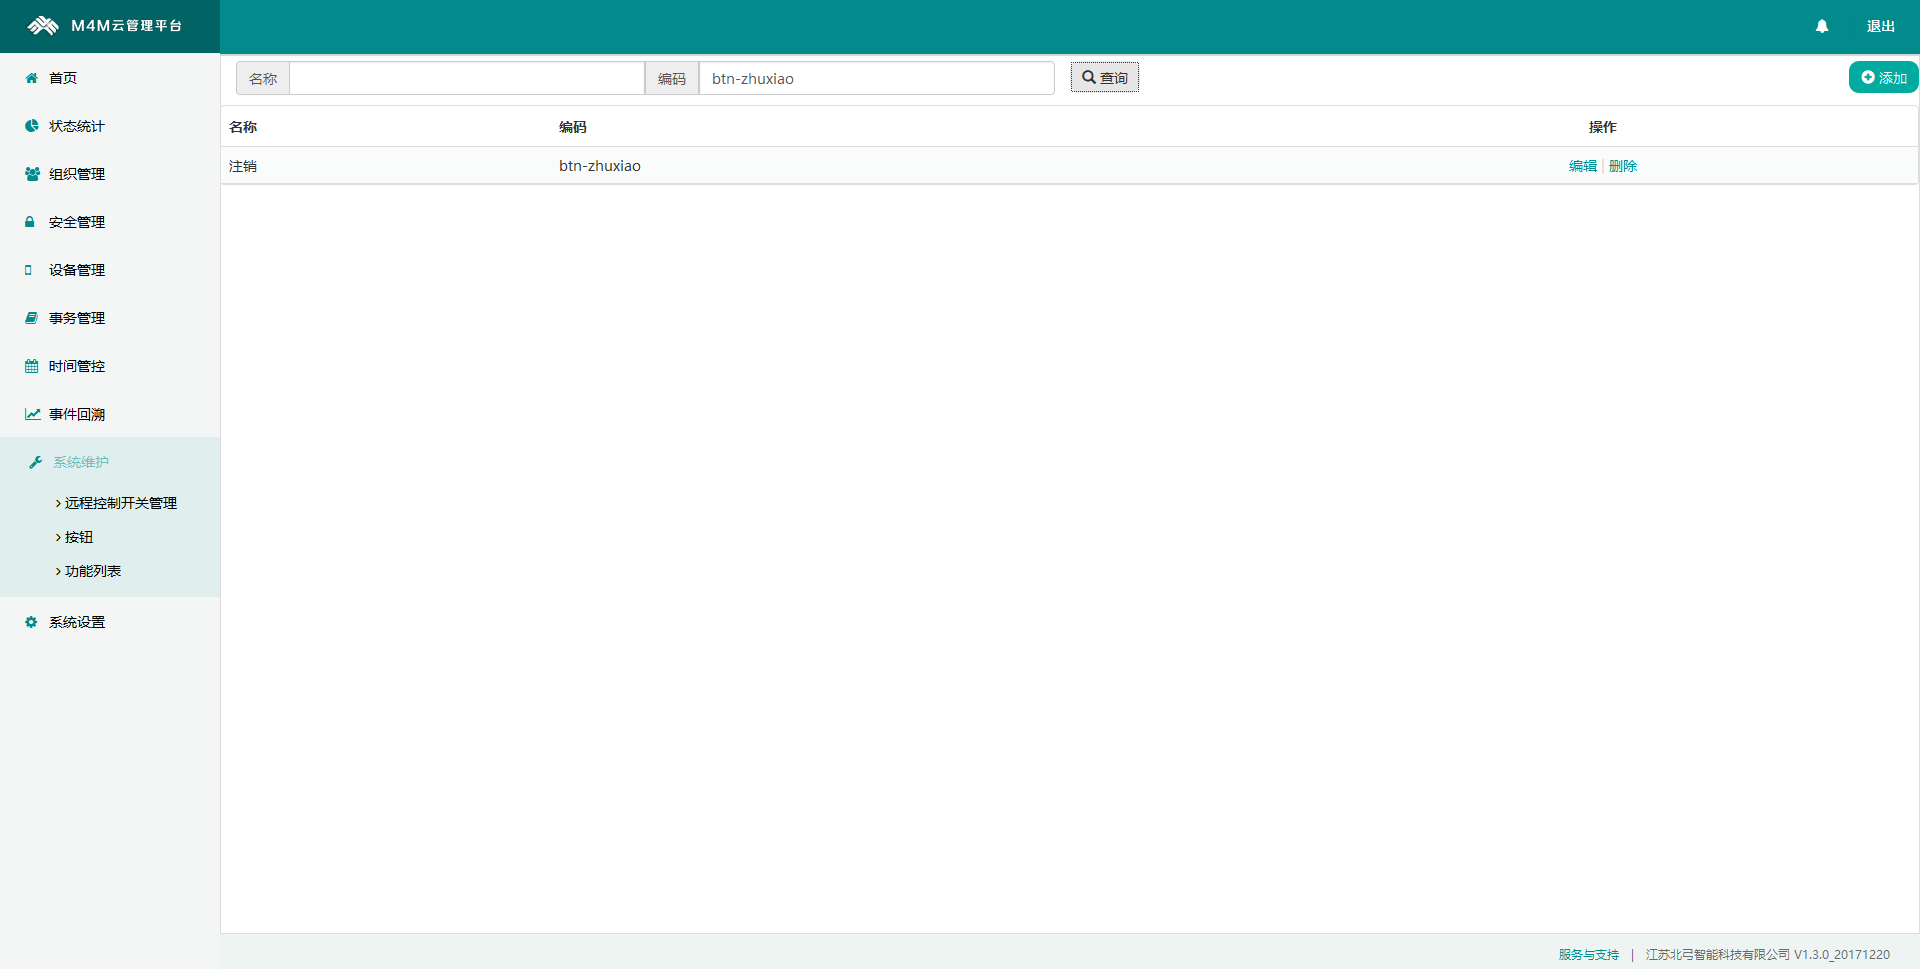 M4M云管理平台
退出
首页
状态统计
组织管理
安全管理
设备管理
事务管理
时间管控
事件回溯
系统维护
远程控制开关管理
按钮
功能列表
系统设置
名称 编码 btn-zhuxiao 查询 添加
名称 编码 操作
注销 btn-zhuxiao 编辑 | 删除
服务与支持 | 江苏北弓智能科技有限公司 V1.3.0_20171220